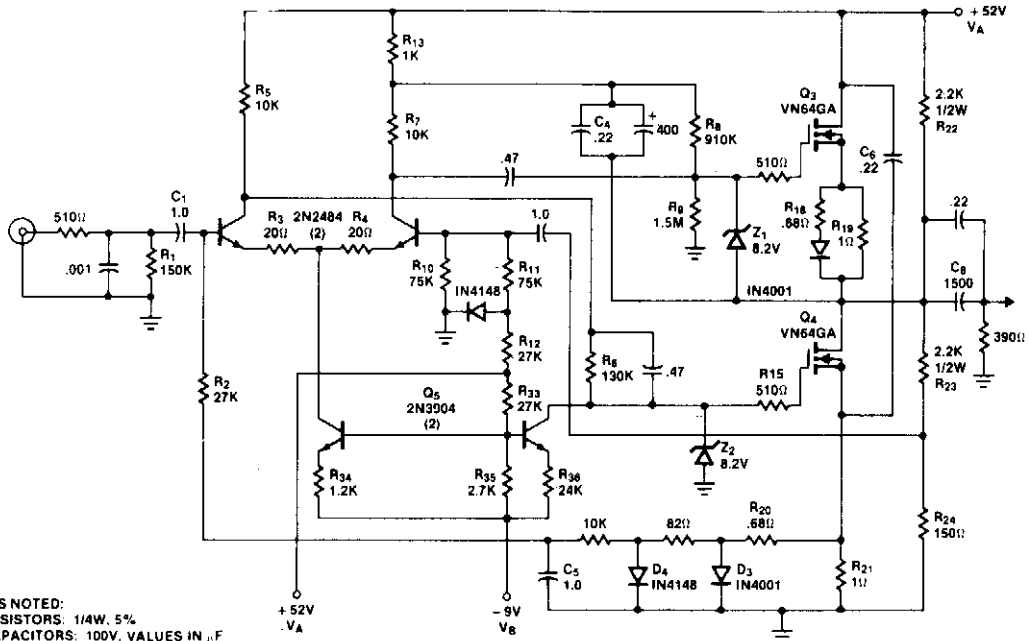 + 52V
VA
R13
1K
R5
10K
R7
10K
C4
.22
+
400
R8
910K
Q3
VN64GA
2.2K
1/2W
R22
C6
.22
.47
510Ω
R9
1.5M
Z1
8.2V
R18
.68Ω
R19
1Ω
.22
IN4001
C8
1500
390Ω
C1
1.0
510Ω
.001
R1
150K
R3
20Ω
2N2484
(2)
R4
20Ω
1.0
R10
75K
R11
75K
IN4148
R12
27K
R2
27K
Q5
2N3904
(2)
R33
27K
R6
130K
.47
R15
510Ω
Q4
VN64GA
2.2K
1/2W
R23
Z2
8.2V
R34
1.2K
R35
2.7K
R36
24K
10K
82Ω
R20
.68Ω
R24
150Ω
C5
1.0
D4
IN4148
D3
IN4001
R21
1Ω
+ 52V
VA
- 9V
VB
S NOTED:
SISTORS: 1/4W, 5%
PACITORS: 100V, VALUES IN μF